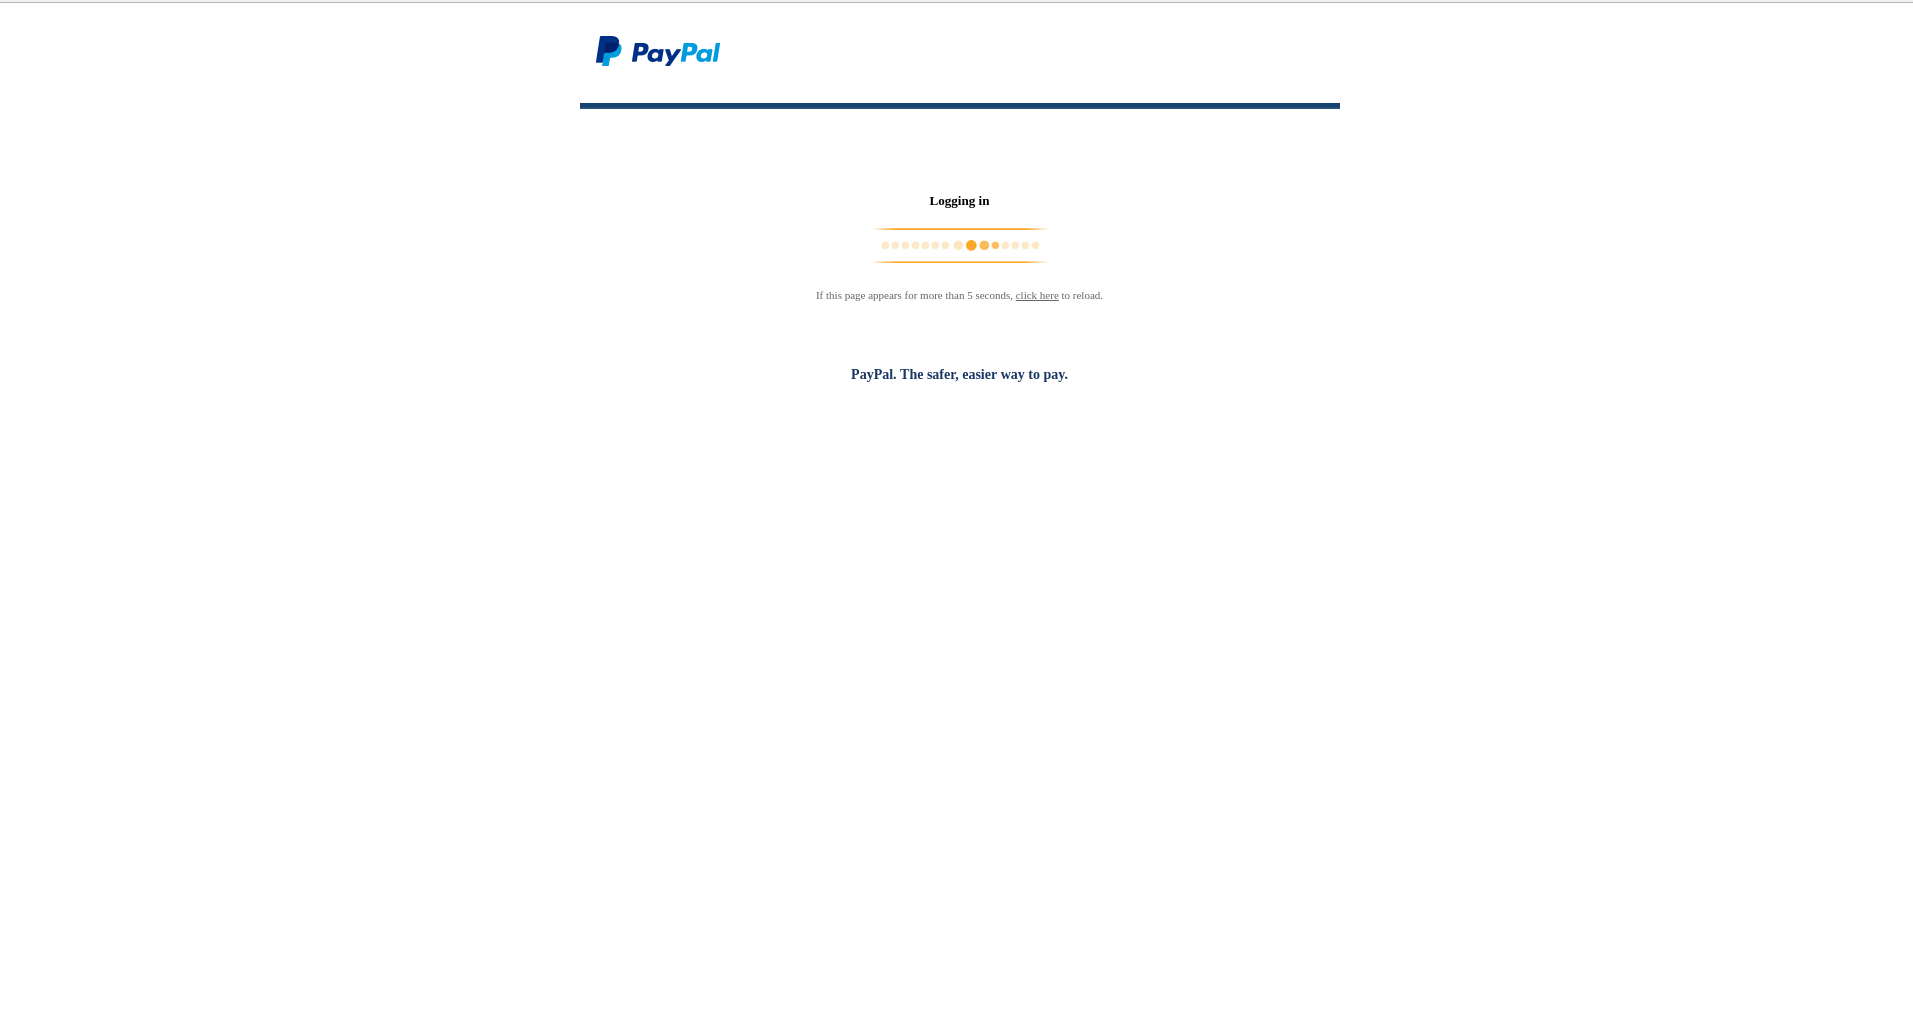 PayPal
Logging in
If this page appears for more than 5 seconds, click here to reload.
PayPal. The safer, easier way to pay.